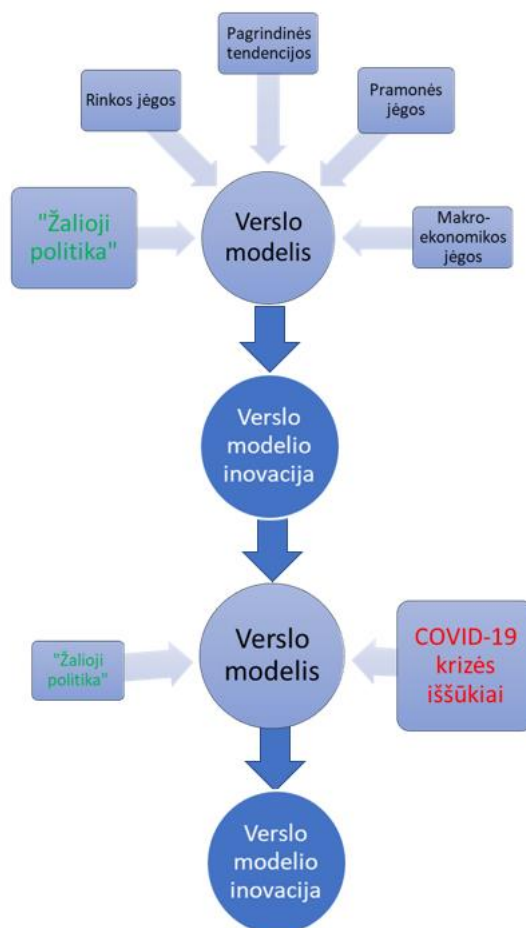 Pagrindinės
tendencijos
Rinkos jėgos
Pramonės
jėgos
"Žalioji
politika"
Verslo
modelis
Makro-
ekonomikos
jėgos
Verslo
modelio
inovacija
"Žalioji
politika"
Verslo
modelis
COVID-19
krizės
iššūkiai
Verslo
modelio
inovacija